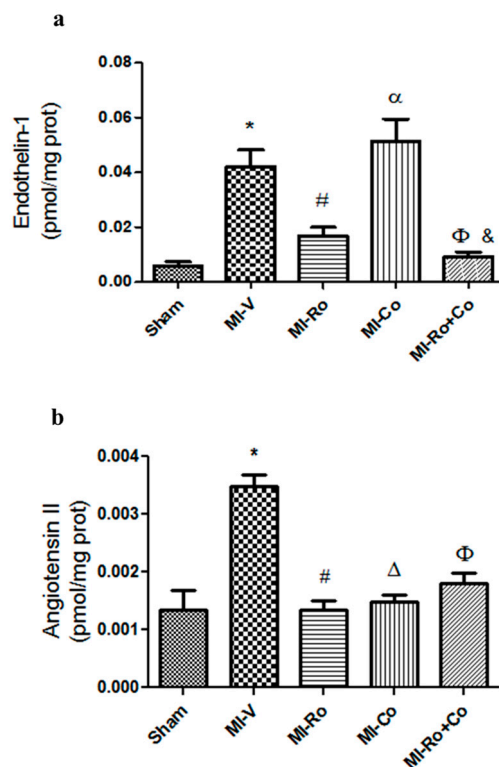 a
Endothelin-1
(pmol/mg prot)
0.08
0.06
0.04
0.02
0.00
*
#
α
Φ &
Sham
MI-V
MI-Ro
MI-Co
MI-Ro+Co
b
Angiotensin II
(pmol/mg prot)
0.004
0.003
0.002
0.001
0.000
*
#
Δ
Φ
Sham
MI-V
MI-Ro
MI-Co
MI-Ro+Co